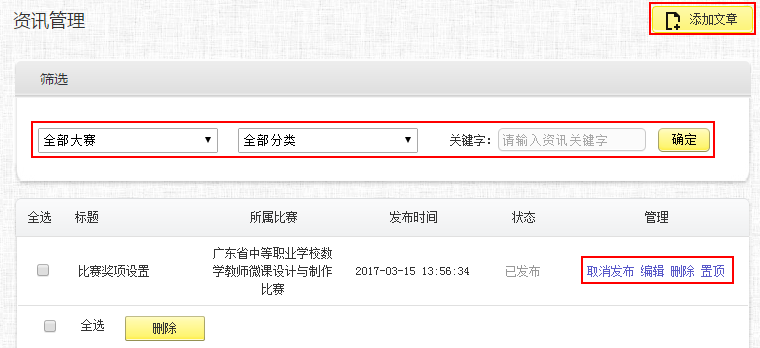 资讯管理
添加文章
筛选
全部大赛 全部分类 关键字： 请输入资讯关键字 确定
全选 标题 所属比赛 发布时间 状态 管理
比赛奖项设置 广东省中等职业学校数学教师微课设计与制作比赛 2017-03-15 13:56:34 已发布 取消发布 编辑 删除 置顶
全选 删除